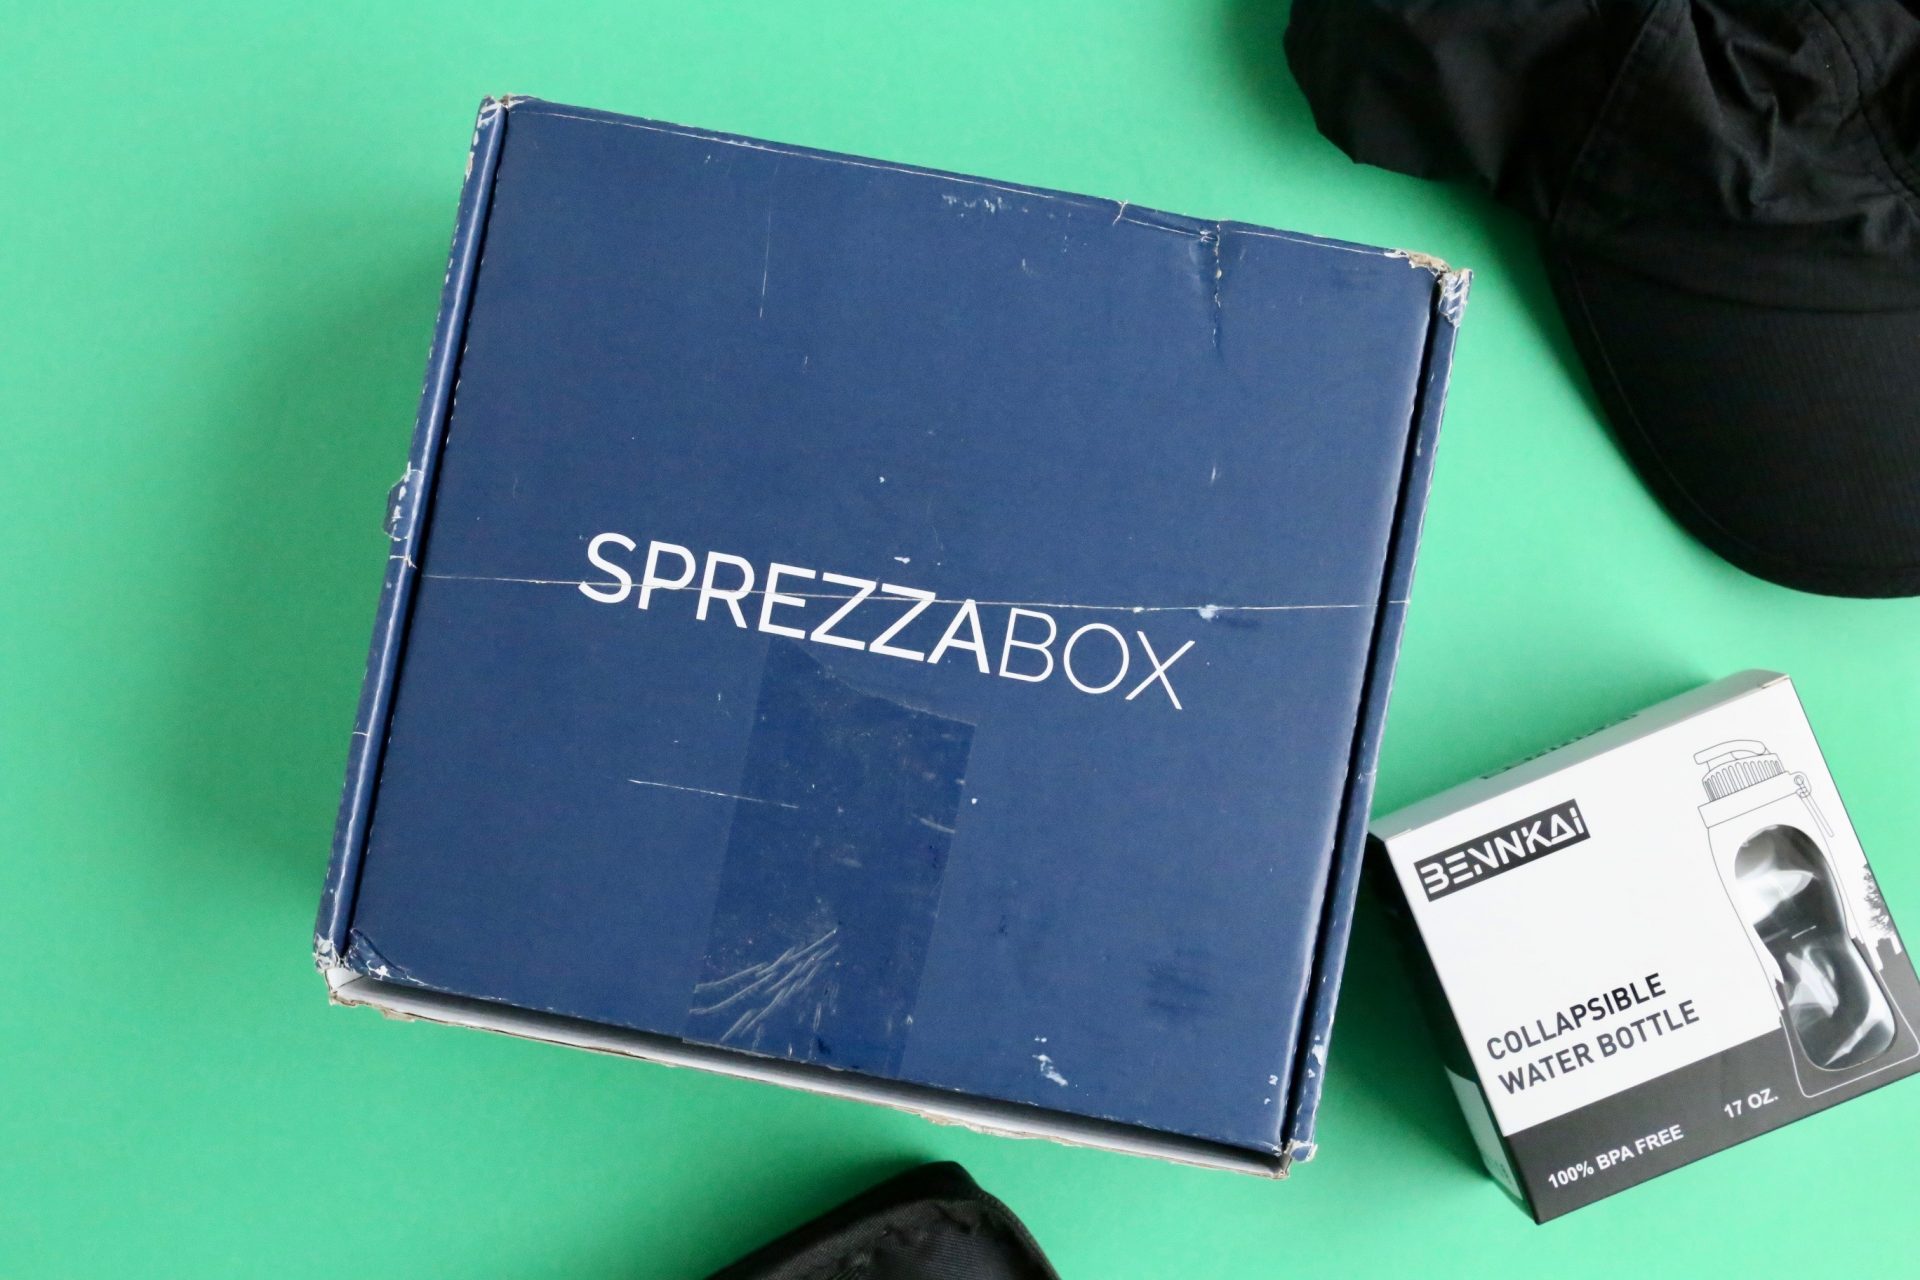 SPREZZABOX
BENNKAI
COLLAPSIBLE
WATER BOTTLE
100% BPA FREE
17 OZ.